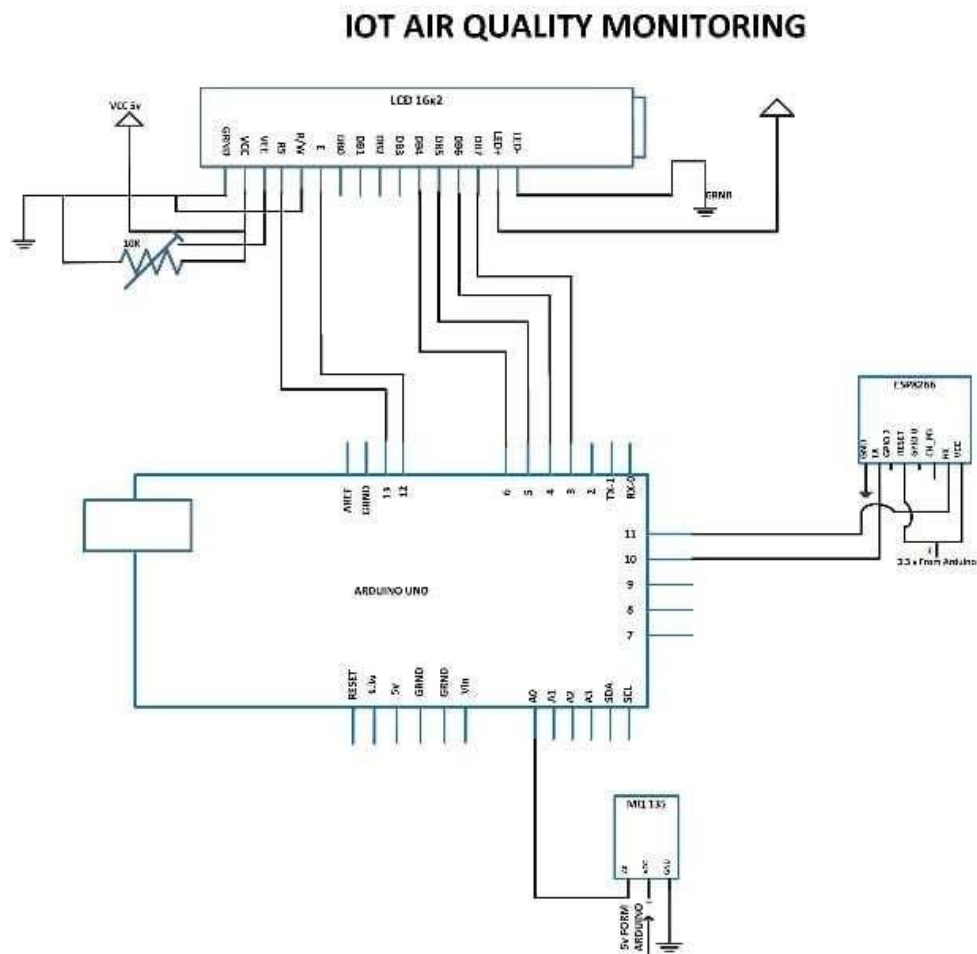 IOT AIR QUALITY MONITORING
LCD 16x2
VCC 5v
GRND
VCC
VEE
RS
R/W
E
DB0
DB1
DB2
DB3
DB4
DB5
DB6
DB7
LED+
LED-
GRND
10K
ESP8266
GND
TX
GPIO 2
RESET
GPIO 0
CH_PD
RX
VCC
3.3 v From Arduino
AREF
GRND
13
12
6
5
4
3
2
TX-1
RX-0
11
10
9
8
7
ARDUINO UNO
RESET
5v
GRND
GRND
Vin
A0
A1
A2
A3
SDA
SCL
MQ 135
VCC
GND
5v FORM
ARDUINO